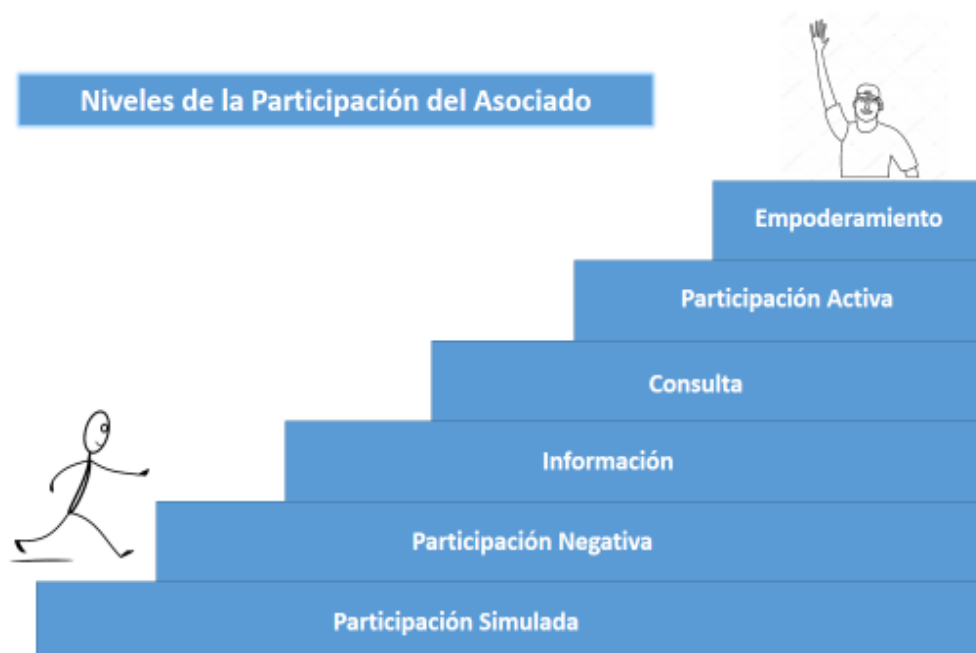 Niveles de la Participación del Asociado
Empoderamiento
Participación Activa
Consulta
Información
Participación Negativa
Participación Simulada